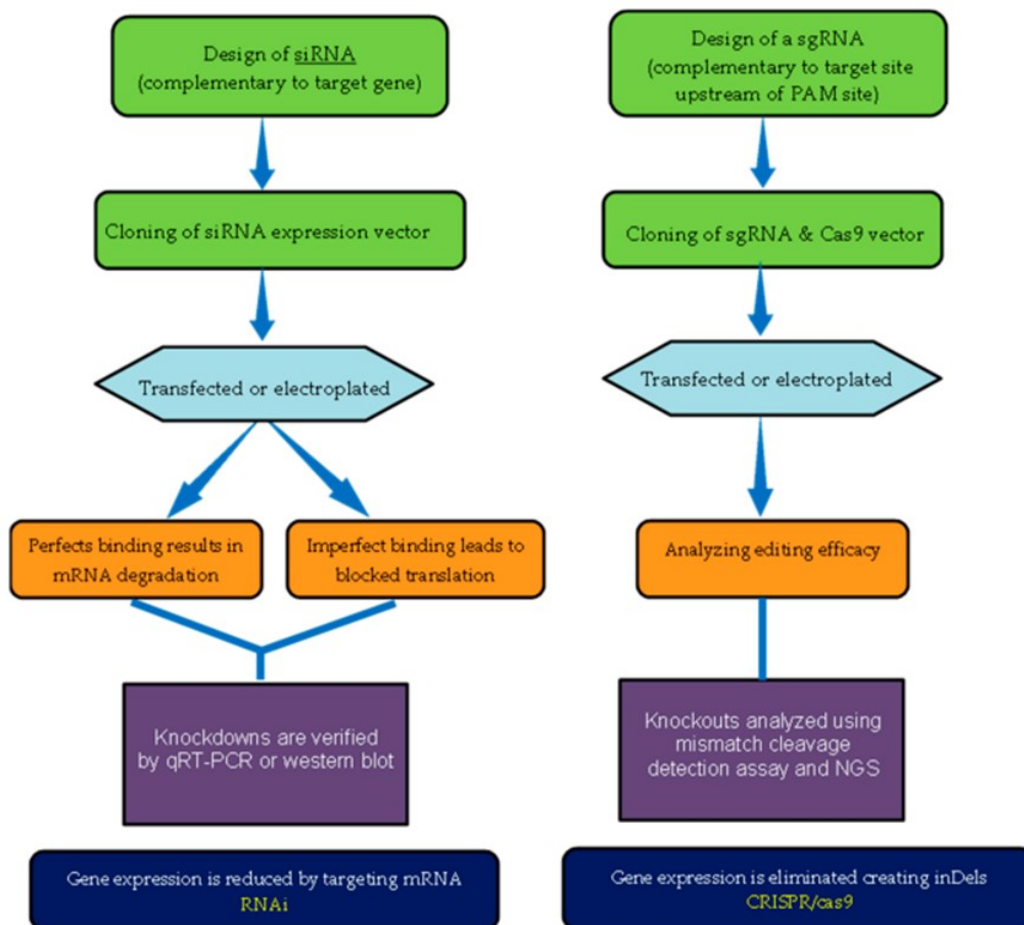 Design of siRNA
(complementary to target gene)
Cloning of siRNA expression vector
Transfected or electroplated
Perfects binding results in
mRNA degradation
Imperfect binding leads to
blocked translation
Knockdowns are verified
by qRT-PCR or western blot
Gene expression is reduced by targeting mRNA
RNAi
Design of a sgRNA
(complementary to target site
upstream of PAM site)
Cloning of sgRNA & Cas9 vector
Transfected or electroplated
Analyzing editing efficacy
Knockouts analyzed using
mismatch cleavage
detection assay and NGS
Gene expression is eliminated creating inDels
CRISPR/cas9